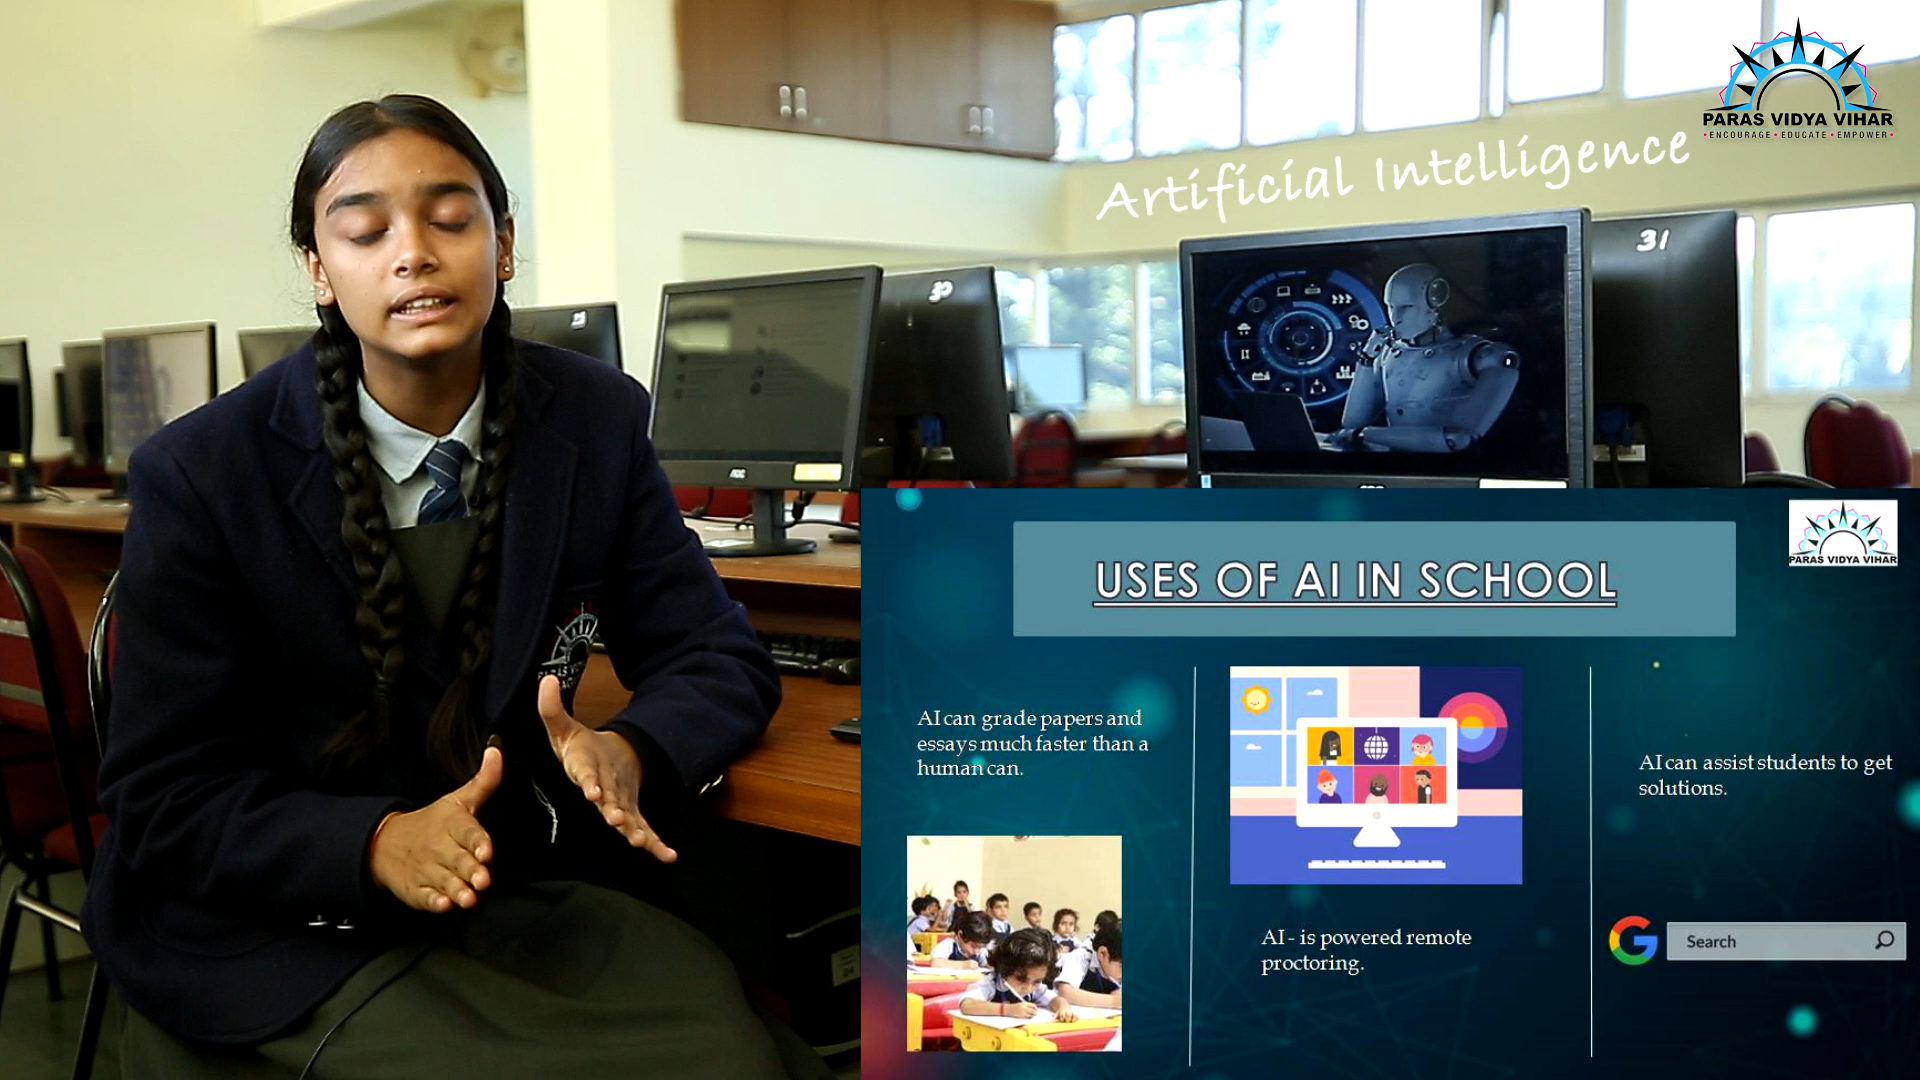 PARAS VIDYA VIHAR
• ENCOURAGE • EDUCATE • EMPOWER •
Artificial Intelligence
31
30
AOC
PARAS VIDYA VIHAR
USES OF AI IN SCHOOL
AI can grade papers and
essays much faster than a
human can.
AI - is powered remote
proctoring.
AI can assist students to get
solutions.
G Search